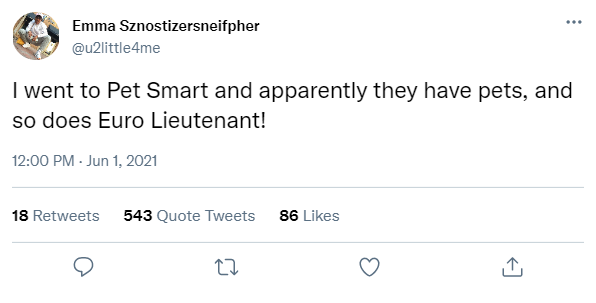 Emma Sznostizersneifpher
@u2little4me
I went to Pet Smart and apparently they have pets, and
so does Euro Lieutenant!
12:00 PM · Jun 1, 2021
18 Retweets 543 Quote Tweets 86 Likes